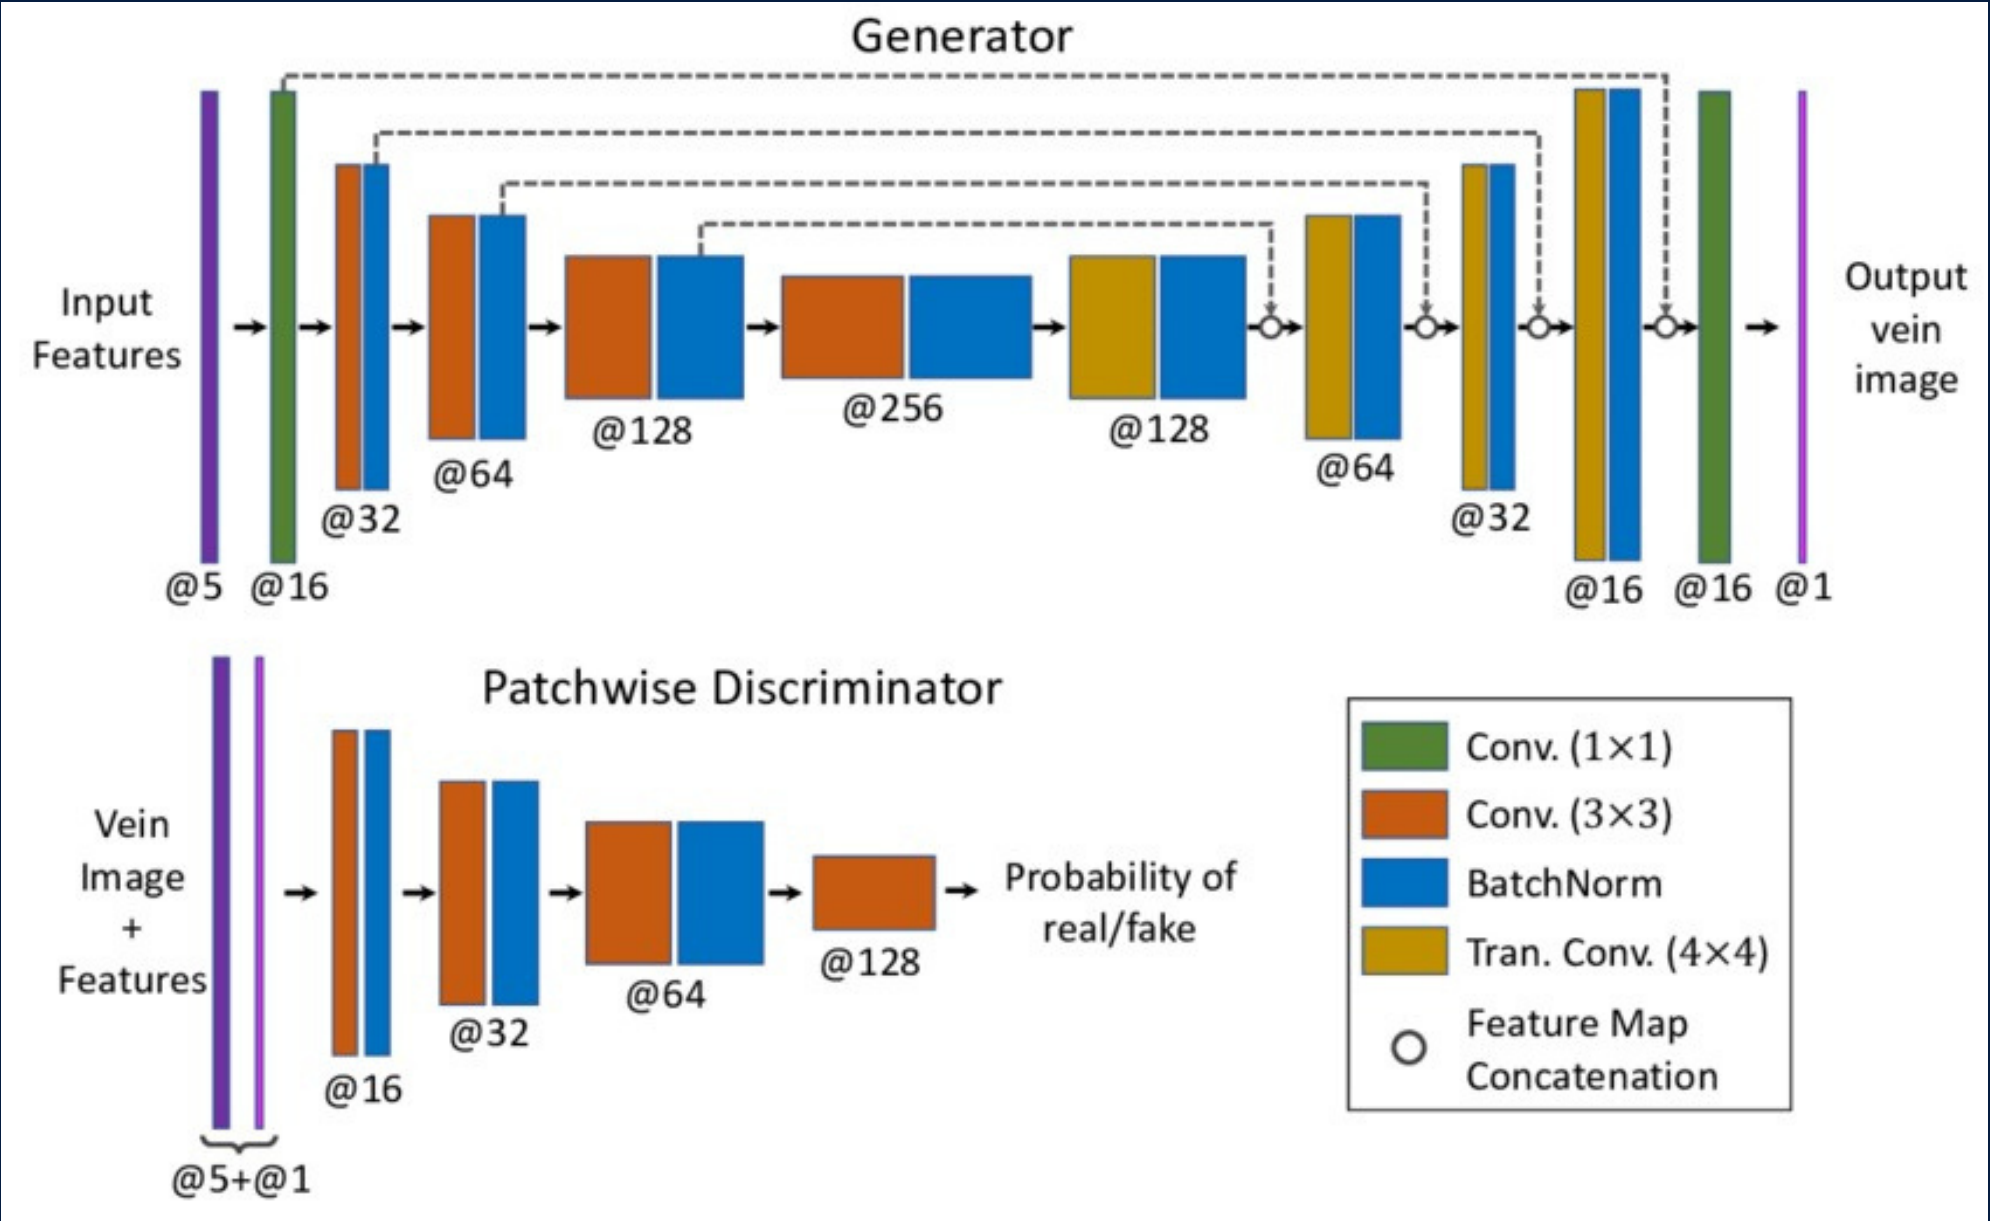 Generator
Input
Features
@5
@16
@32
@64
@128
@256
@128
@64
@32
@16
@16
@1
Output
vein
image
Patchwise Discriminator
Vein
Image
+
Features
@5+@1
@16
@32
@64
@128
Probability of
real/fake
Conv. (1×1)
Conv. (3×3)
BatchNorm
Tran. Conv. (4×4)
Feature Map
Concatenation